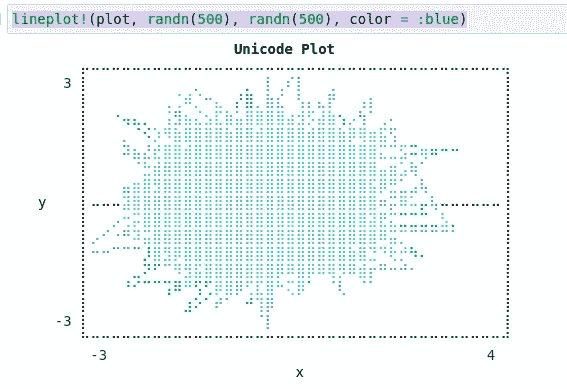 lineplot!(plot, randn(500), randn(500), color = :blue)
Unicode Plot
3
y
-3
-3 4
x